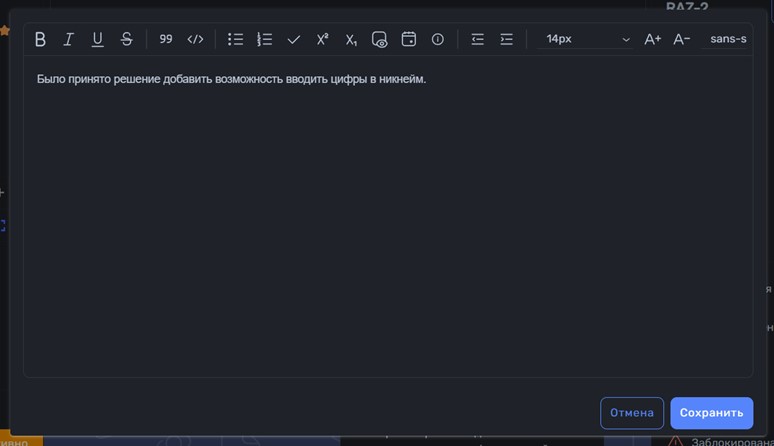 RAZ-2
B I U S 99 </> X² X₁ 14px A+ A− sans-s
Было принято решение добавить возможность вводить цифры в никнейм.
я
н
Отмена Сохранить
ивно
Заблокирована